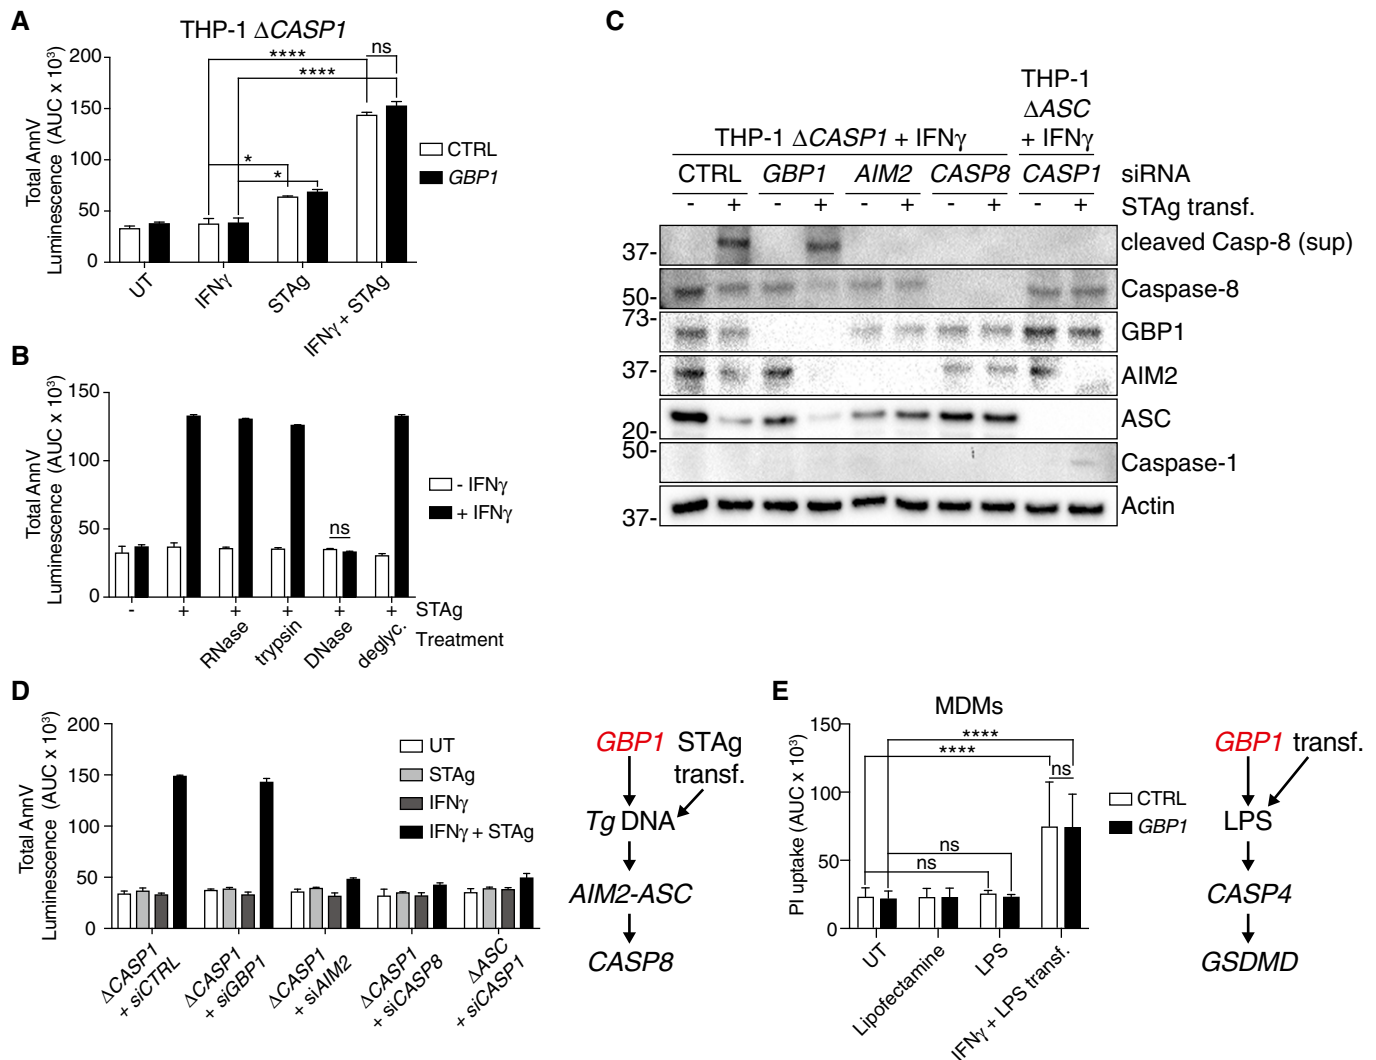 A
THP-1 ΔCASP1
Total AnnV
Luminescence (AUC x 10³)
200
150
100
50
0
****
ns
****
*
*
CTRL
GBP1
UT
IFNγ
STAg
IFNγ + STAg
B
Total AnnV
Luminescence (AUC x 10³)
150
100
50
0
ns
- IFNγ
+ IFNγ
- + + + + + STAg
RNase trypsin DNase deglyc. Treatment
C
THP-1
ΔASC
THP-1 ΔCASP1 + IFNγ + IFNγ
CTRL GBP1 AIM2 CASP8 CASP1 siRNA
- + - + - + - + - + STAg transf.
37- cleaved Casp-8 (sup)
50- Caspase-8
73-
GBP1
37- AIM2
20- ASC
50-
Caspase-1
37- Actin
D
Total AnnV
Luminescence (AUC x 10³)
200
150
100
50
0
UT
STAg
IFNγ
IFNγ + STAg
ΔCASP1
+ siCTRL
ΔCASP1
+ siGBP1
ΔCASP1
+ siAIM2
ΔCASP1
+ siCASP8
ΔASC
+ siCASP1
GBP1 STAg
transf.
Tg DNA
AIM2-ASC
CASP8
E
MDMs
PI uptake (AUC x 10³)
150
100
50
0
****
****
ns
ns
ns
CTRL
GBP1
UT
Lipofectamine
LPS
IFNγ + LPS transf.
GBP1 transf.
LPS
CASP4
GSDMD